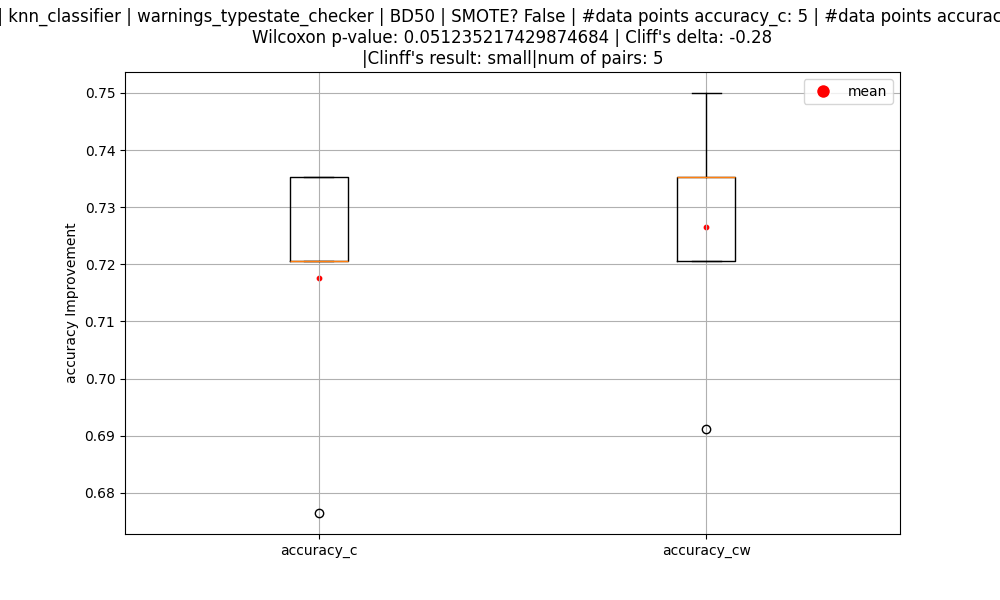 | knn_classifier | warnings_typestate_checker | BD50 | SMOTE? False | #data points accuracy_c: 5 | #data points
Wilcoxon p-value: 0.051235217429874684 | Cliff's delta: -0.28
|Clinff's result: small|num of pairs: 5
mean
0.75
0.74
0.73
0.72
0.71
0.70
0.69
0.68
accuracy Improvement
accuracy_c
accuracy_cw